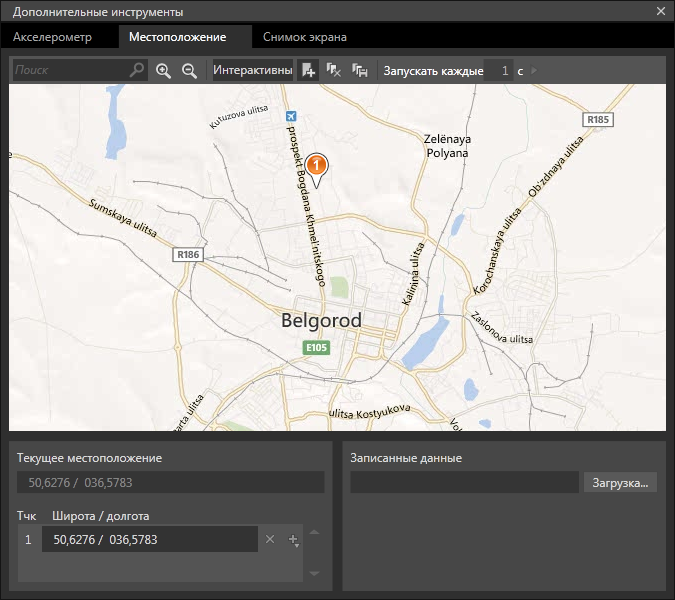 Дополнительные инструменты
Акселерометр
Местоположение
Снимок экрана
Поиск
Интерактивны
Запускать каждые
1
с
Kutuzova ulitsa
prospekt Bogdana Khmel'nitskogo
1
Zelënaya
Polyana
R185
Ob'zdnaya ulitsa
Sumskaya ulitsa
R186
Korochanskaya ulitsa
Kalinina ulitsa
Belgorod
E105
Zaslonova ulitsa
ulitsa Kostyukova
arta ulitsa
Текущее местоположение
50,6276 / 036,5783
Тчк
Широта / долгота
1
50,6276 / 036,5783
Записанные данные
Загрузка...